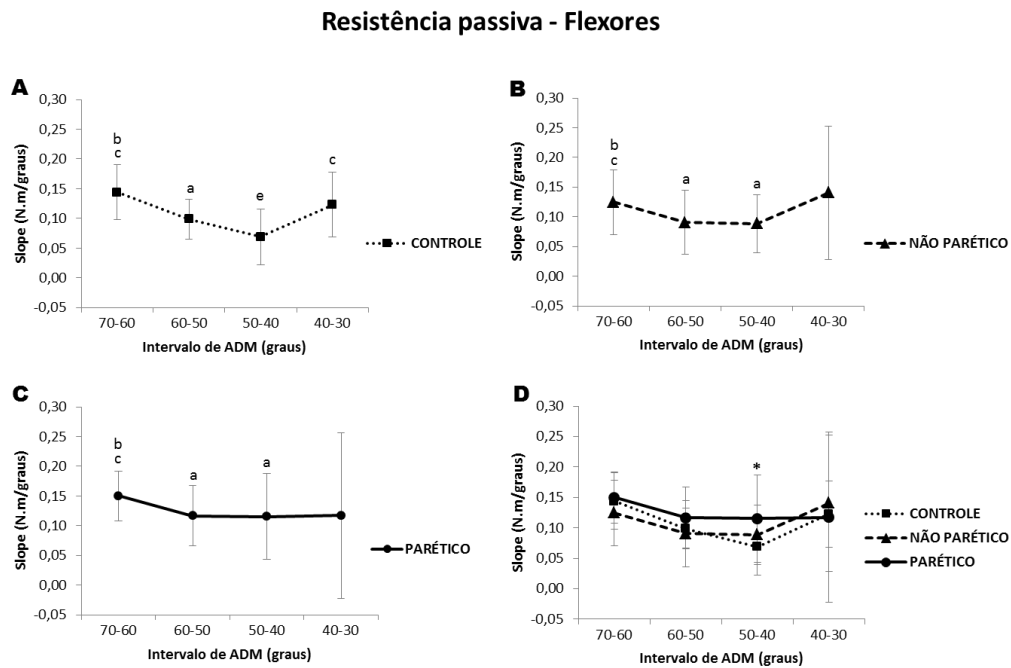 Resistência passiva - Flexores
A
Slope (N.m/graus)
0,30
0,25
0,20
0,15
0,10
0,05
0,00
-0,05
b
c
a
e
c
70-60 60-50 50-40 40-30
Intervalo de ADM (graus)
CONTROLE
B
Slope (N.m/graus)
0,30
0,25
0,20
0,15
0,10
0,05
0,00
-0,05
b
c
a
a
70-60 60-50 50-40 40-30
Intervalo de ADM (graus)
NÃO PARÉTICO
C
Slope (N.m/graus)
0,30
0,25
0,20
0,15
0,10
0,05
0,00
-0,05
b
c
a
a
70-60 60-50 50-40 40-30
Intervalo de ADM (graus)
PARÉTICO
D
Slope (N.m/graus)
0,30
0,25
0,20
0,15
0,10
0,05
0,00
-0,05
*
70-60 60-50 50-40 40-30
Intervalo de ADM (graus)
CONTROLE
NÃO PARÉTICO
PARÉTICO